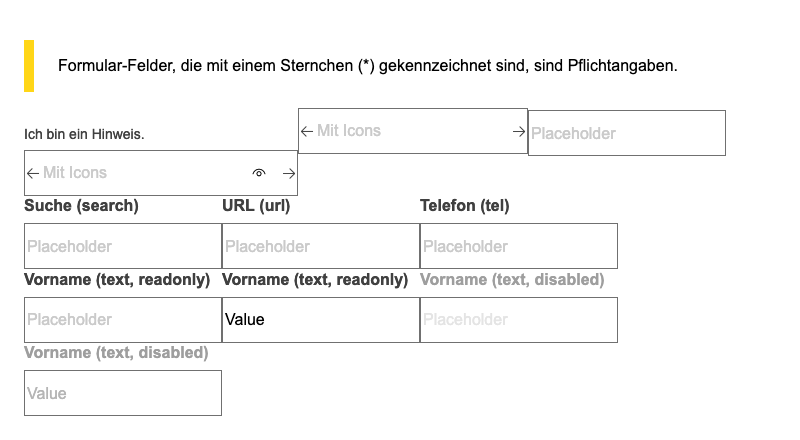 Formular-Felder, die mit einem Sternchen (*) gekennzeichnet sind, sind Pflichtangaben.
Ich bin ein Hinweis. Mit Icons Placeholder
Mit Icons
Suche (search) URL (url) Telefon (tel)
Placeholder Placeholder Placeholder
Vorname (text, readonly) Vorname (text, readonly) Vorname (text, disabled)
Placeholder Value Placeholder
Vorname (text, disabled)
Value